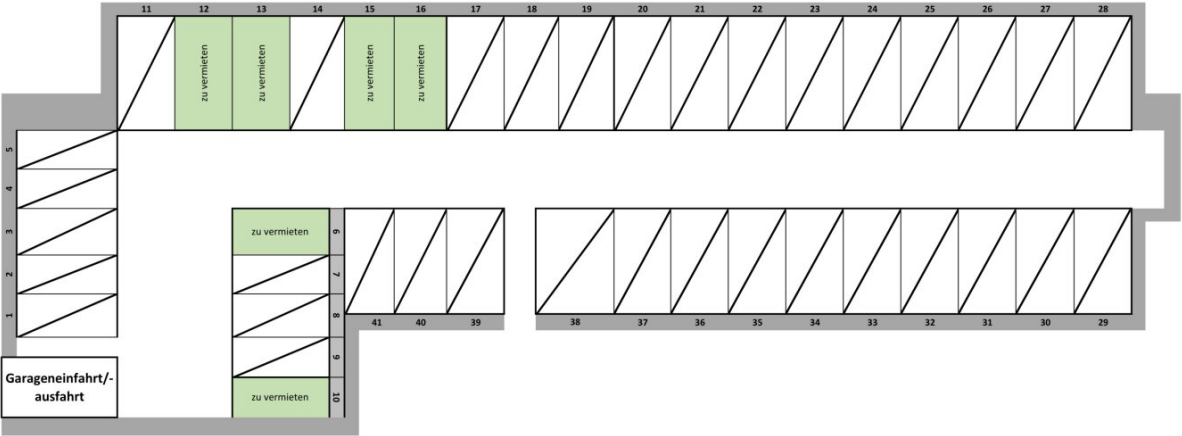 11 12 13 14 15 16 17 18 19 20 21 22 23 24 25 26 27 28
zu vermieten
zu vermieten
zu vermieten
zu vermieten
5
4
3
2
1
zu vermieten
6
7
8
9
10
zu vermieten
41 40 39 38 37 36 35 34 33 32 31 30 29
Garageneinfahrt/-
ausfahrt